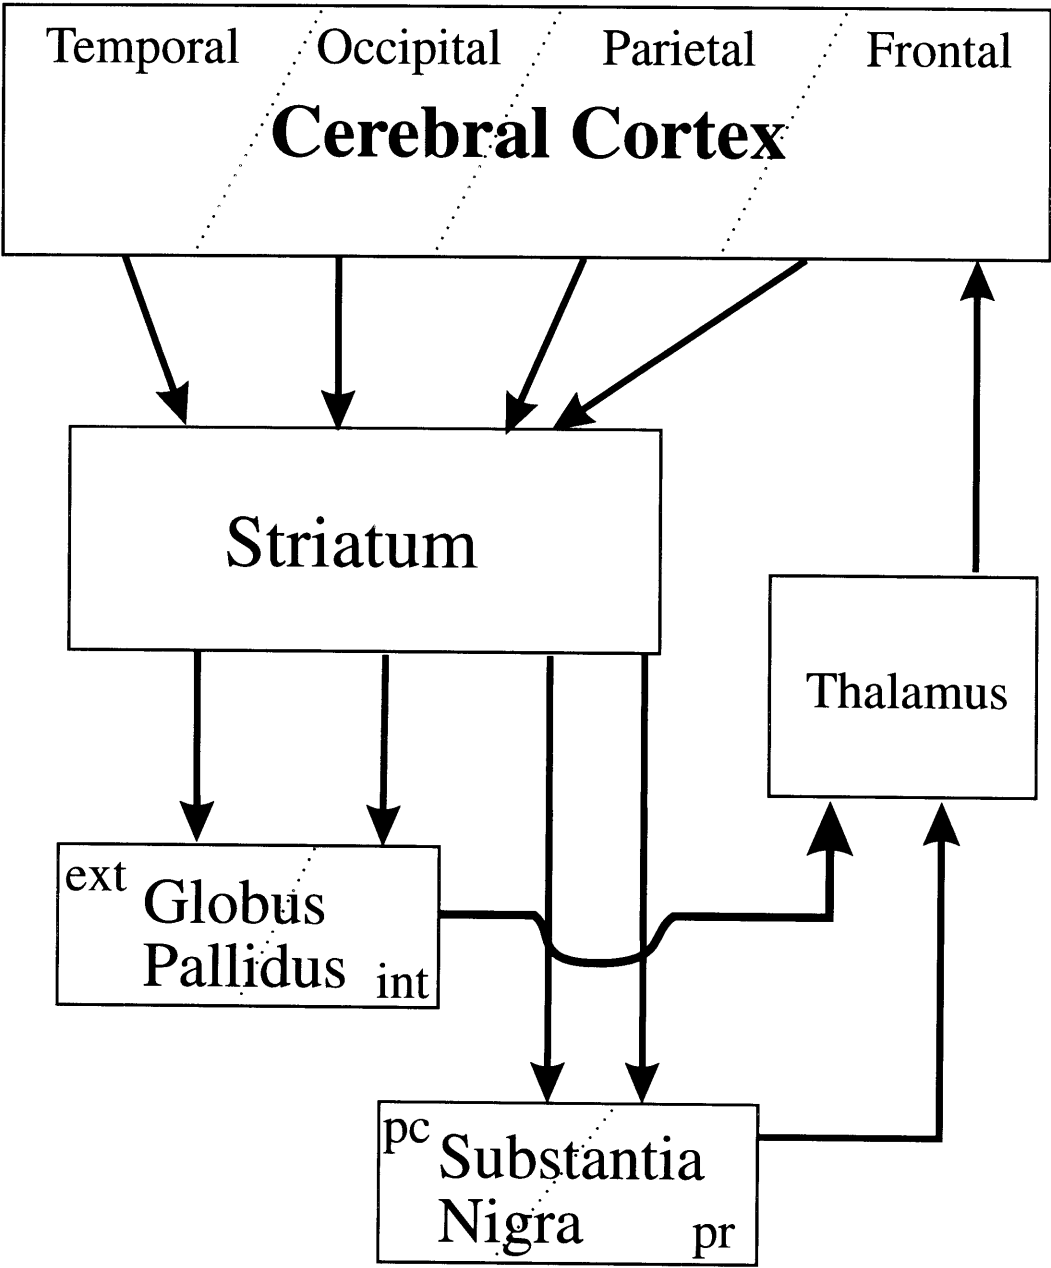 Temporal Occipital Parietal Frontal
Cerebral Cortex
Striatum
Thalamus
ext
Globus
Pallidus
int
pc
Substantia
Nigra
pr